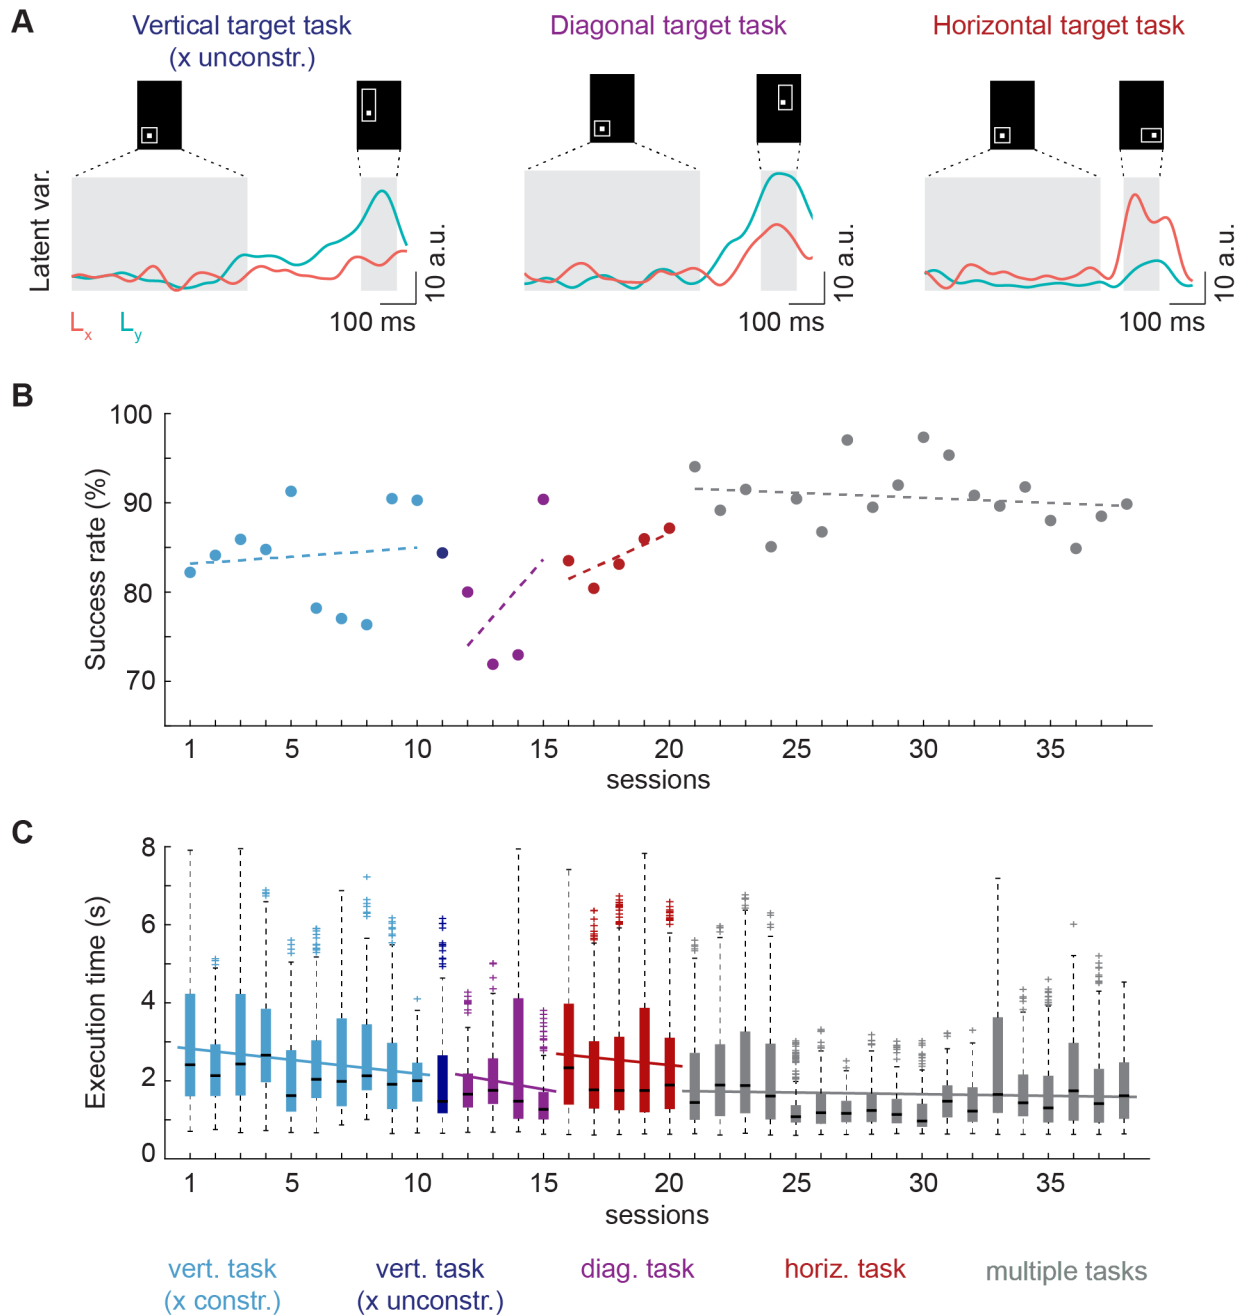 A
Vertical target task
(x unconstr.)
Diagonal target task
Horizontal target task
Latent var.
10 a.u.
10 a.u.
10 a.u.
100 ms
100 ms
100 ms
Lx Ly
B
Success rate (%)
100
90
80
70
1 5 10 15 20 25 30 35
sessions
C
Execution time (s)
8
6
4
2
0
1 5 10 15 20 25 30 35
sessions
vert. task
(x constr.)
vert. task
(x unconstr.)
diag. task
horiz. task
multiple tasks